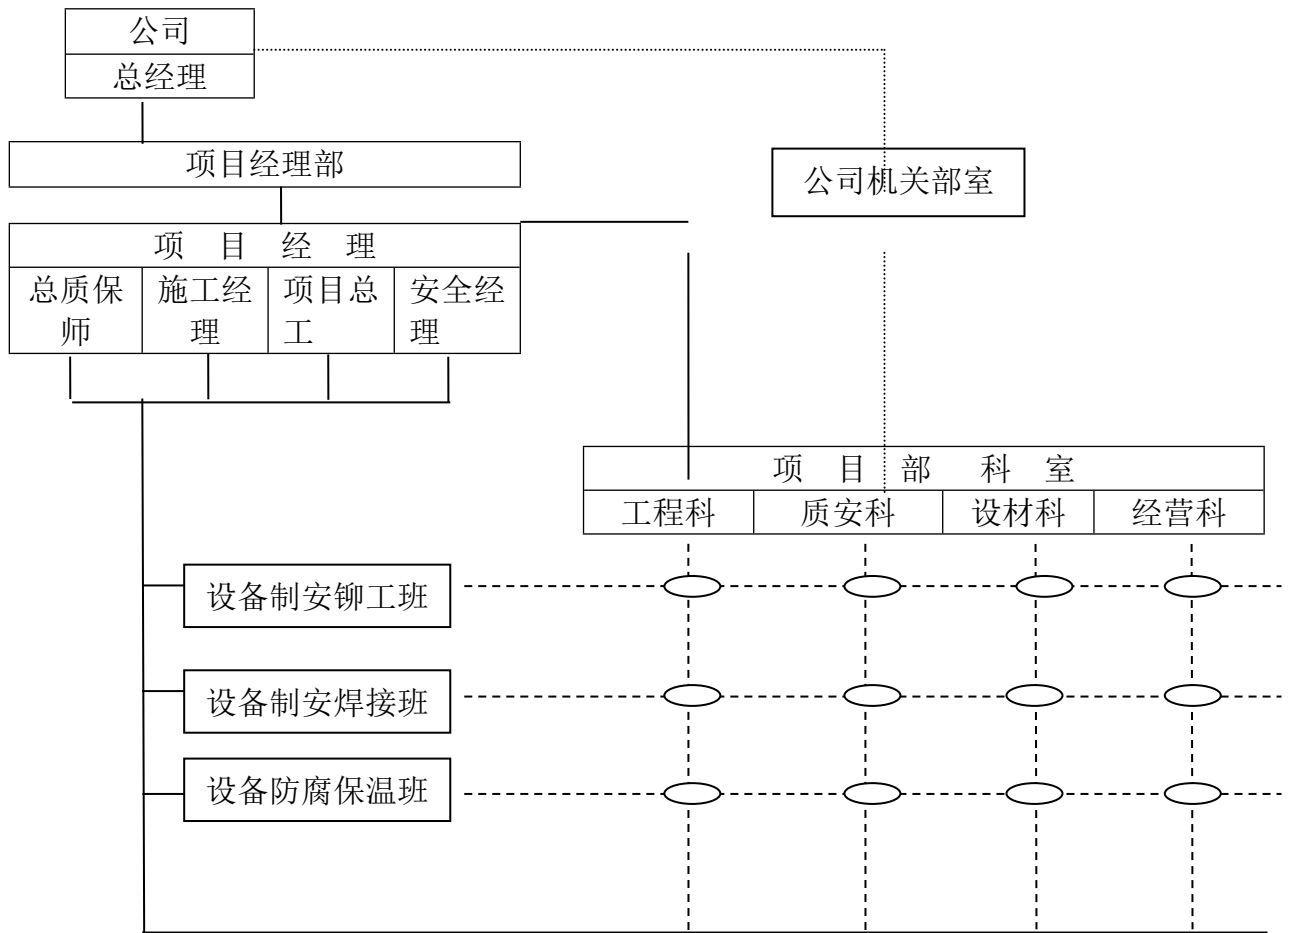 公司
总经理
项目经理部
公司机关部室
项 目 经 理
总质保
师
施工经
理
项目总
工
安全经
理
项 目 部 科 室
工程科
质安科
设材科
经营科
设备制安铆工班
设备制安焊接班
设备防腐保温班